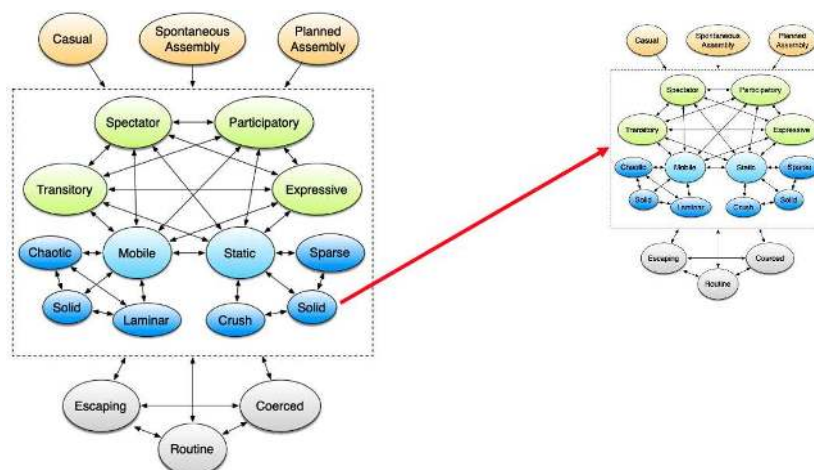 Casual
Spontaneous
Assembly
Planned
Assembly
Spectator
Participatory
Transitory
Expressive
Chaotic
Mobile
Static
Sparse
Solid
Laminar
Crush
Solid
Escaping
Coerced
Routine
Casual
Spontaneous
Assembly
Planned
Assembly
Spectator
Participatory
Transitory
Expressive
Chaotic
Mobile
Static
Sparse
Solid
Laminar
Crush
Solid
Escaping
Coerced
Routine